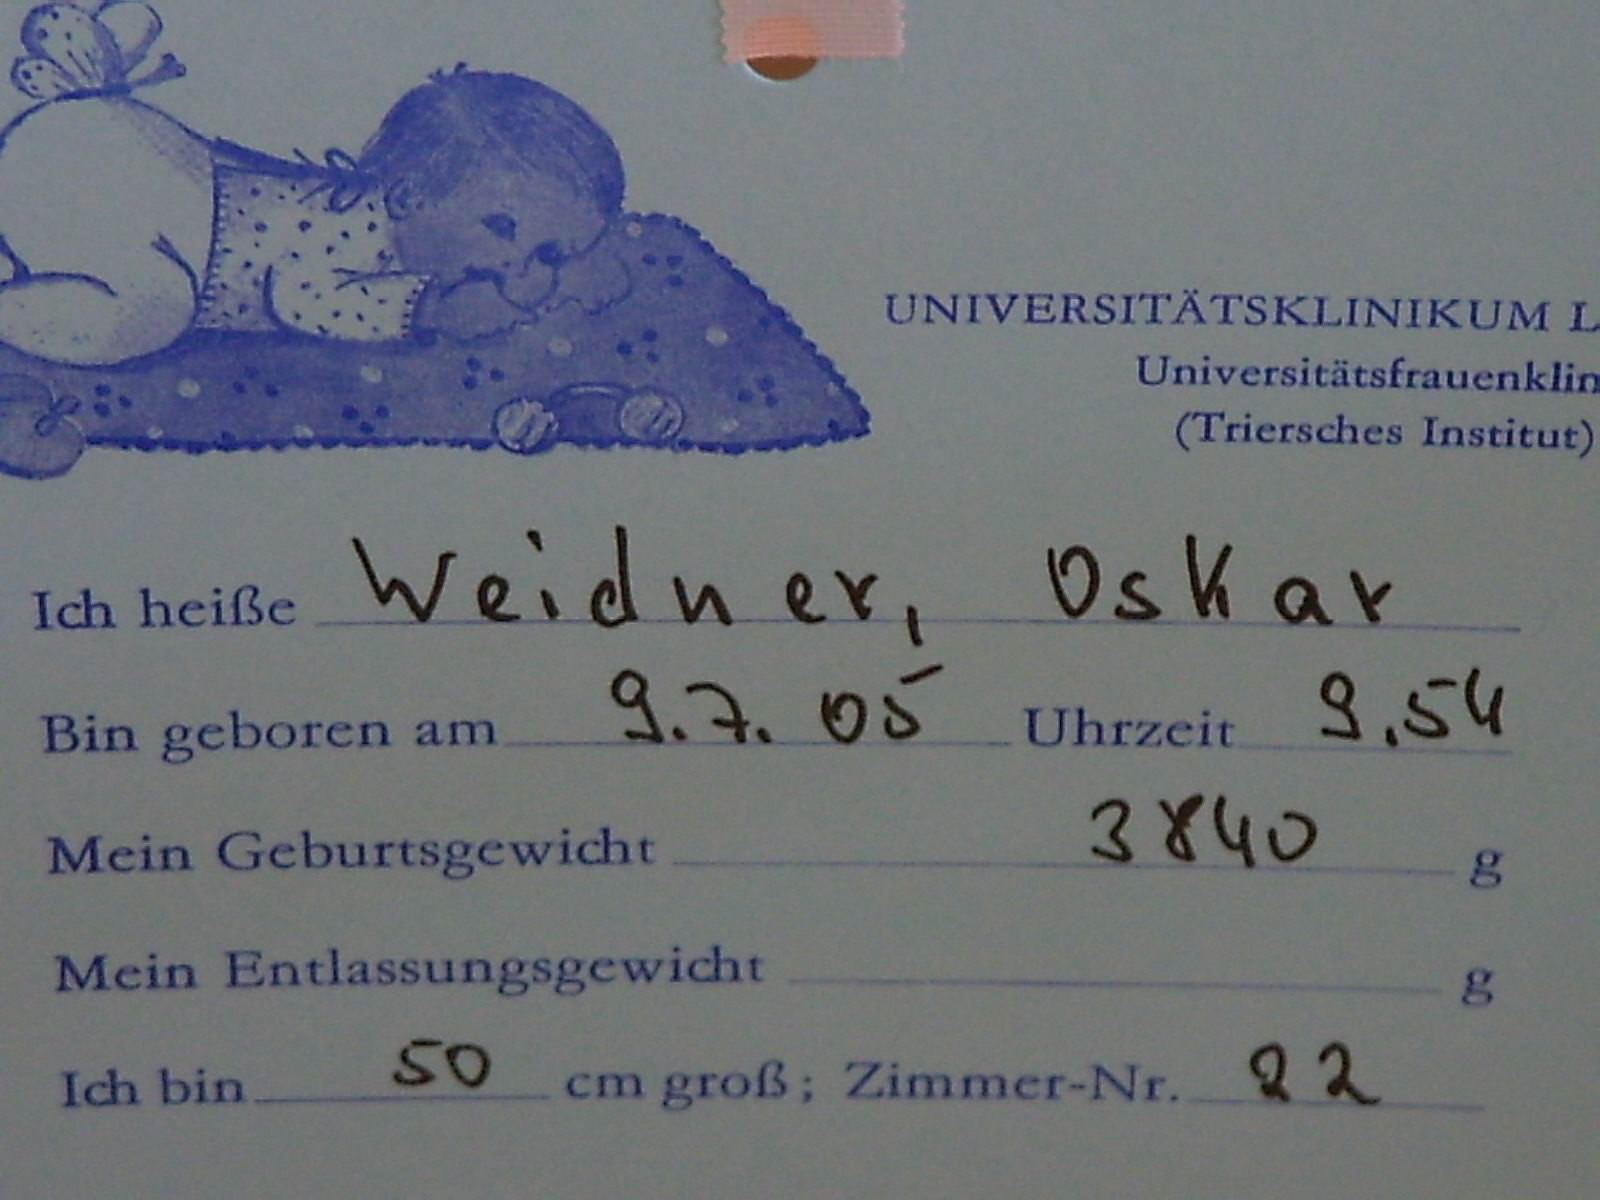 UNIVERSITÄTSKLINIKUM L
Universitätsfrauenklin
(Triersches Institut)
Ich heiße Weidner, Oskar
Bin geboren am 9.7.05 Uhrzeit 9.54
Mein Geburtsgewicht 3840 g
Mein Entlassungsgewicht g
Ich bin 50 cm groß; Zimmer-Nr. 22